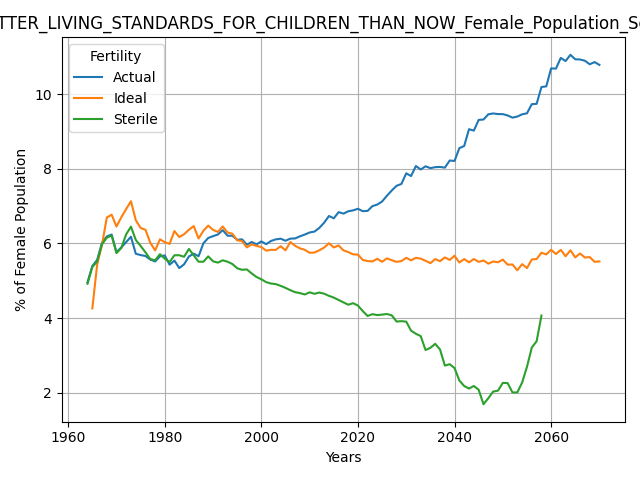 TTER_LIVING_STANDARDS_FOR_CHILDREN_THAN_NOW_Female_Population_S
Fertility
Actual
Ideal
Sterile
% of Female Population
10
8
6
4
2
1960 1980 2000 2020 2040 2060
Years